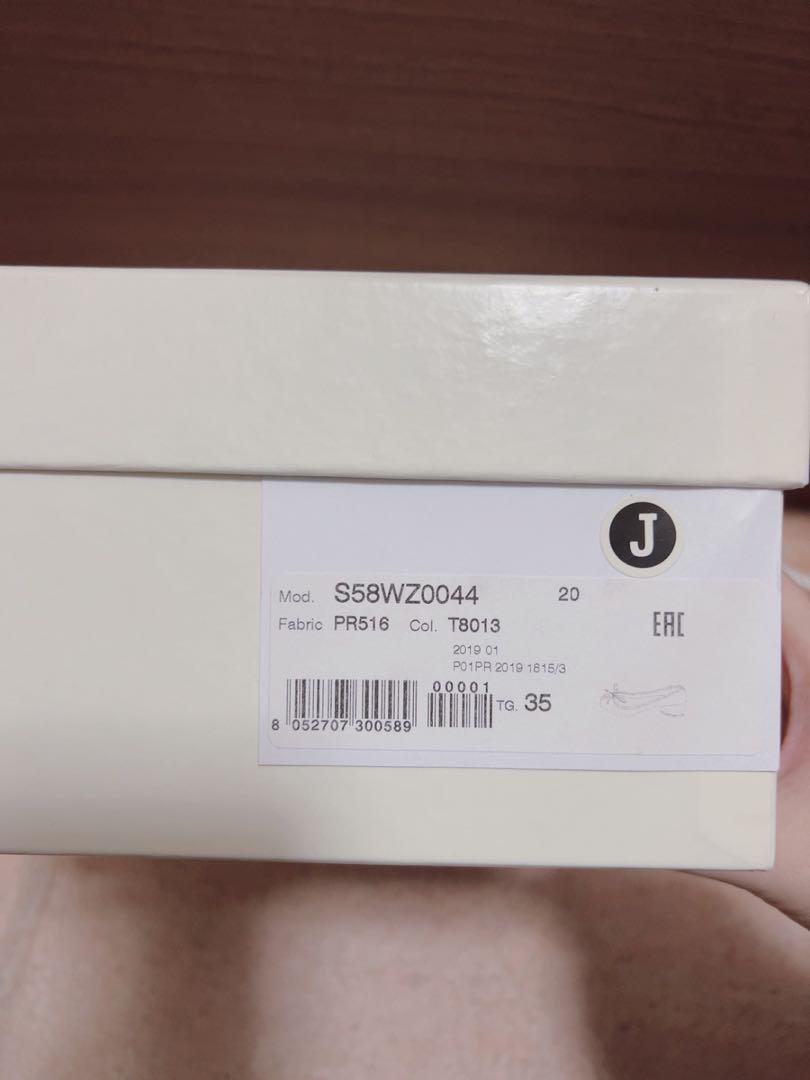 J
Mod. S58WZ0044 20
Fabric PR516 Col. T8013
EAC
2019 01
P01PR 2019 1815/3
00001
TG. 35
8 052707 300589